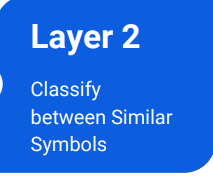 Layer 2
Classify
between Similar
Symbols